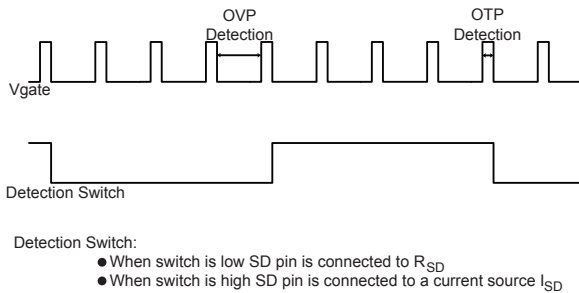 OVP
Detection
OTP
Detection
Vgate
Detection Switch
Detection Switch:
● When switch is low SD pin is connected to RSD
● When switch is high SD pin is connected to a current source ISD